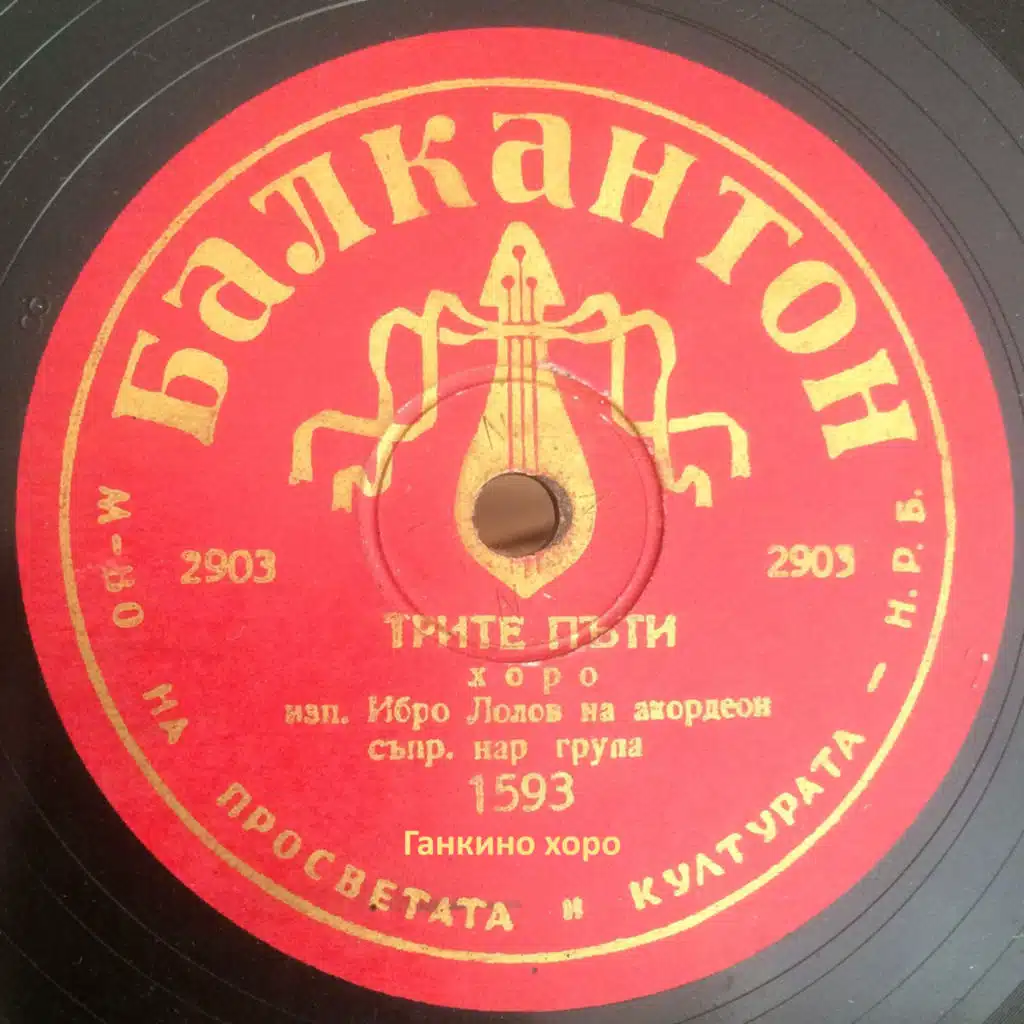 Балкантон
2903
2903
ТРИТЕ ПЪТИ
хоро
изп. Ибро Лолов на акордеон
съпр. нар група
1593
Ганкино хоро
М-ВО НА ПРОСВЕТАТА и КУЛТУРАТА – Н.Р.Б.